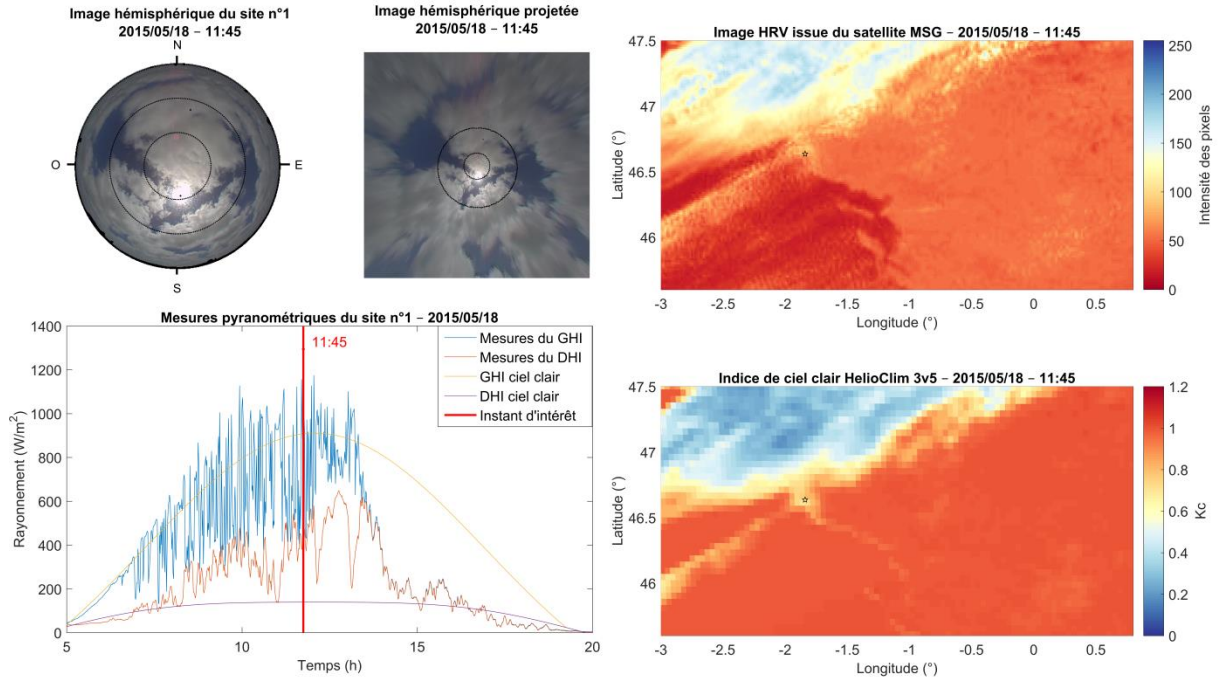 Image hémisphérique du site n°1
2015/05/18 – 11:45
N
O
E
S
Image hémisphérique projetée
2015/05/18 – 11:45
Image HRV issue du satellite MSG – 2015/05/18 – 11:45
47.5
47
46.5
46
Latitude (°)
-3
-2.5
-2
-1.5
-1
-0.5
0
0.5
Longitude (°)
250
200
150
100
50
0
Intensité des pixels
Mesures pyranométriques du site n°1 – 2015/05/18
1400
1200
1000
800
600
400
200
0
Rayonnement (W/m²)
11:45
Mesures du GHI
Mesures du DHI
GHI ciel clair
DHI ciel clair
Instant d'intérêt
5
10
15
20
Temps (h)
Indice de ciel clair HelioClim 3v5 – 2015/05/18 – 11:45
47.5
47
46.5
46
Latitude (°)
-3
-2.5
-2
-1.5
-1
-0.5
0
0.5
Longitude (°)
1.2
1
0.8
0.6
0.4
0.2
0
Kc